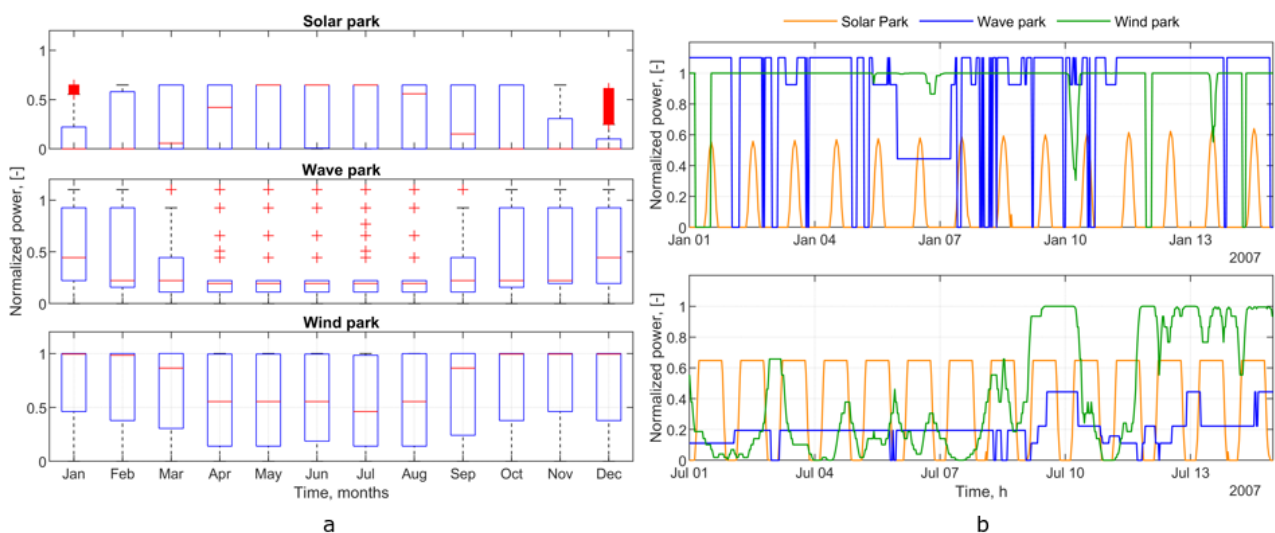 Solar park
1
0.5
0
Wave park
1
0.5
0
Wind park
1
0.5
0
Normalized power, [-]
Jan Feb Mar Apr May Jun Jul Aug Sep Oct Nov Dec
Time, months
a
Solar Park Wave park Wind park
1
0.8
0.6
0.4
0.2
0
Normalized power, [-]
Jan 01 Jan 04 Jan 07 Jan 10 Jan 13
2007
1
0.8
0.6
0.4
0.2
0
Normalized power, [-]
Jul 01 Jul 04 Jul 07 Jul 10 Jul 13
Time, h 2007
b